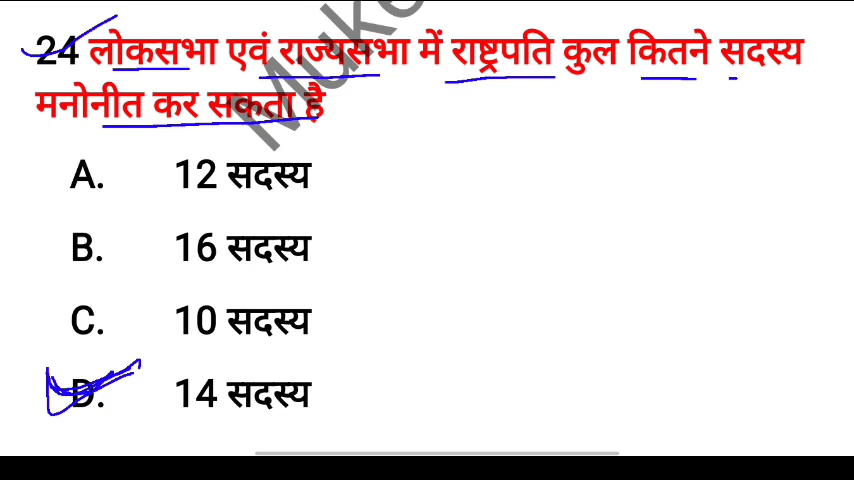 24 लोकसभा एवं राज्यसभा में राष्ट्रपति कुल कितने सदस्य
मनोनीत कर सकता है
A. 12 सदस्य
B. 16 सदस्य
C. 10 सदस्य
D. 14 सदस्य